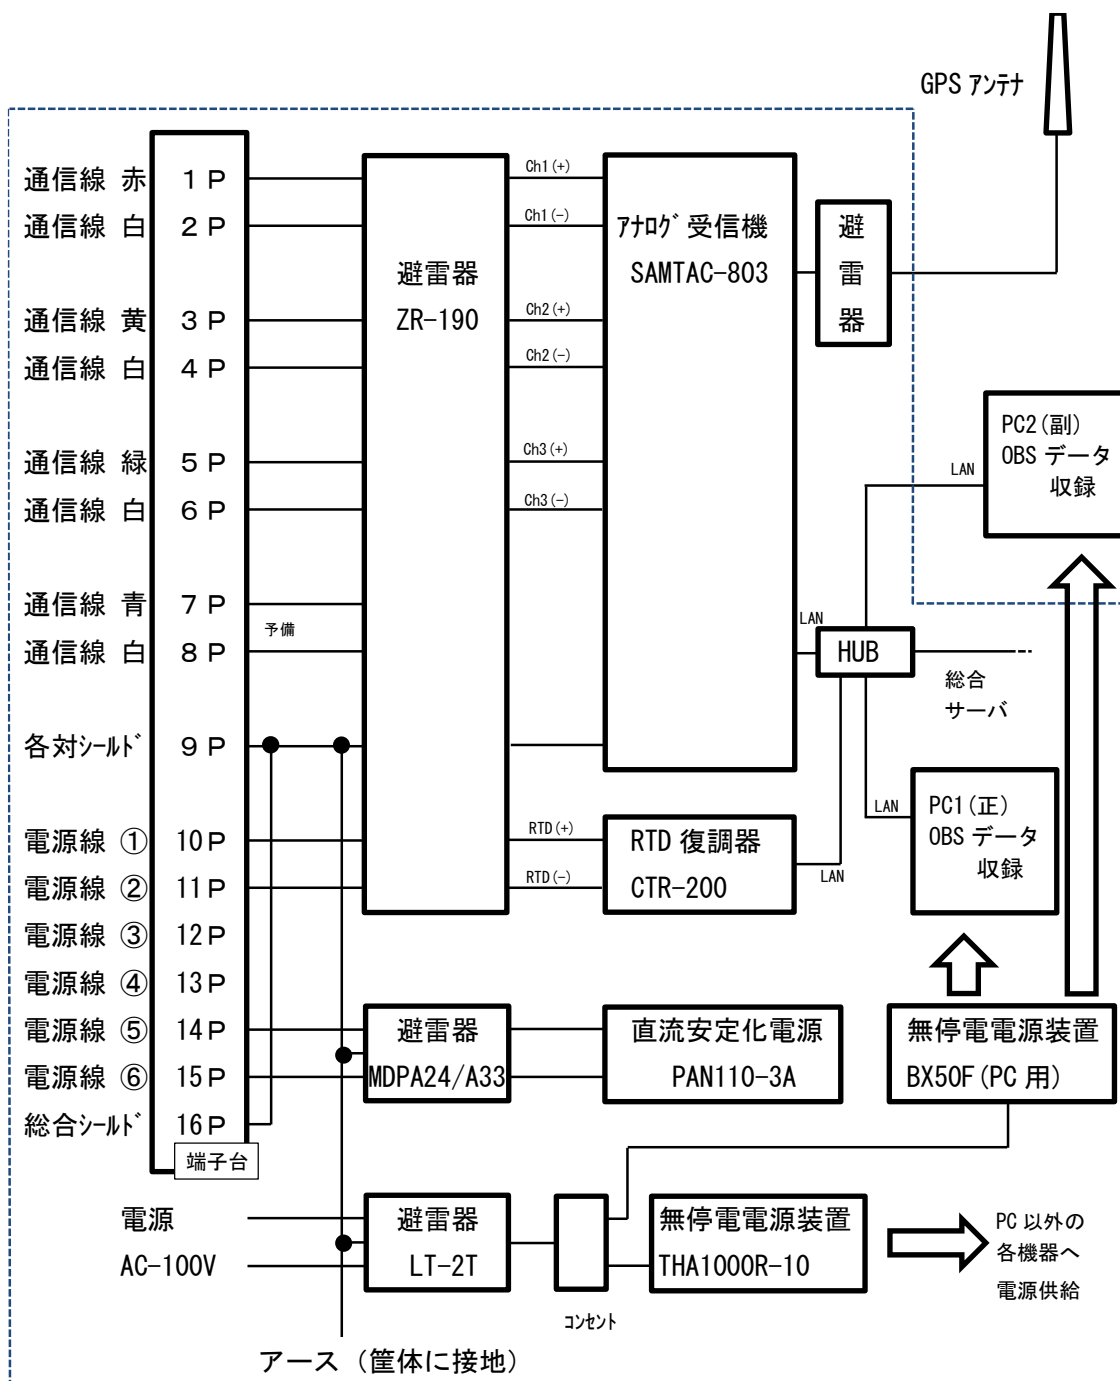 GPS アンテナ
通信線 赤
1 P
Ch1(+)
通信線 白
2 P
Ch1(-)
避雷器
ZR-190
アナログ 受信機
SAMTAC-803
避
雷
器
通信線 黄
3 P
Ch2(+)
通信線 白
4 P
Ch2(-)
通信線 緑
5 P
Ch3(+)
通信線 白
6 P
Ch3(-)
PC2(副)
OBS データ
収録
LAN
通信線 青
7 P
予備
通信線 白
8 P
LAN
HUB
総合
サーバ
各対シールド
9 P
LAN
PC1(正)
OBS データ
収録
電源線 ①
10P
RTD(+)
RTD 復調器
CTR-200
LAN
電源線 ②
11P
RTD(-)
電源線 ③
12P
電源線 ④
13P
電源線 ⑤
14P
避雷器
MDPA24/A33
直流安定化電源
PAN110-3A
無停電電源装置
BX50F(PC 用)
電源線 ⑥
15P
総合シールド
16P
端子台
電源
AC-100V
避雷器
LT-2T
コンセント
無停電電源装置
THA1000R-10
PC 以外の
各機器へ
電源供給
アース (筐体に接地)